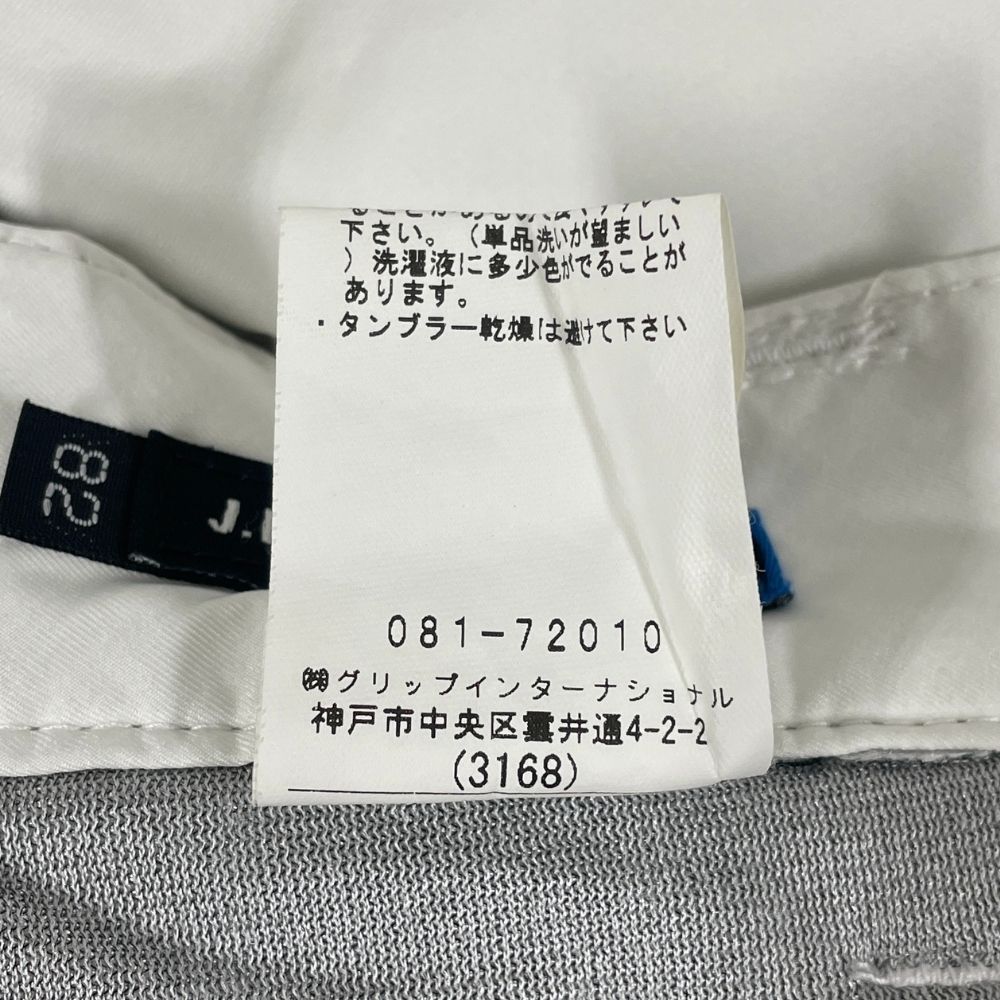 下さい。（単品洗いが望ましい
）洗濯液に多少色がでることが
あります。
・タンブラー乾燥は避けて下さい
28
J.
081-72010
㈱グリップインターナショナル
神戸市中央区雲井通4-2-2
(3168)